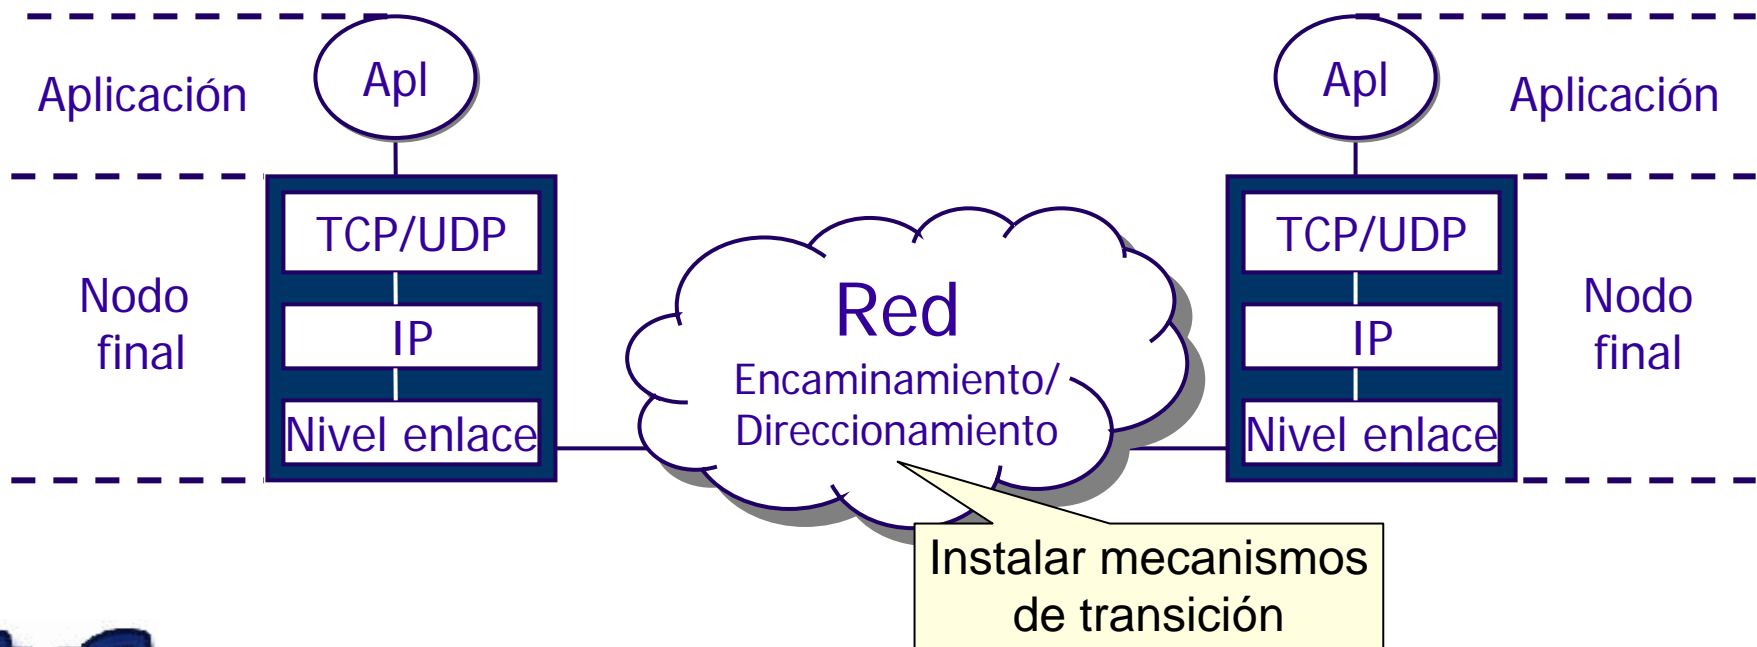 Aplicación
Apl
Apl
Aplicación
Nodo
final
TCP/UDP
IP
Nivel enlace
Red
Encaminamiento/
Direccionamiento
TCP/UDP
IP
Nivel enlace
Nodo
final
Instalar mecanismos
de transición